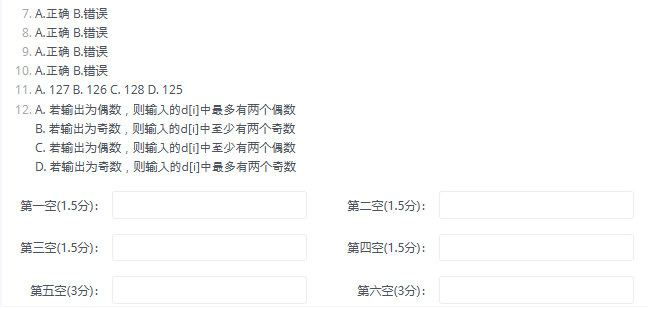 7. A.正确 B.错误
8. A.正确 B.错误
9. A.正确 B.错误
10. A.正确 B.错误
11. A. 127 B. 126 C. 128 D. 125
12. A. 若输出为偶数，则输入的d[i]中最多有两个偶数
B. 若输出为奇数，则输入的d[i]中至少有两个奇数
C. 若输出为偶数，则输入的d[i]中至少有两个偶数
D. 若输出为奇数，则输入的d[i]中最多有两个奇数
第一空(1.5分)： 第二空(1.5分)：
第三空(1.5分)： 第四空(1.5分)：
第五空(3分)： 第六空(3分)：